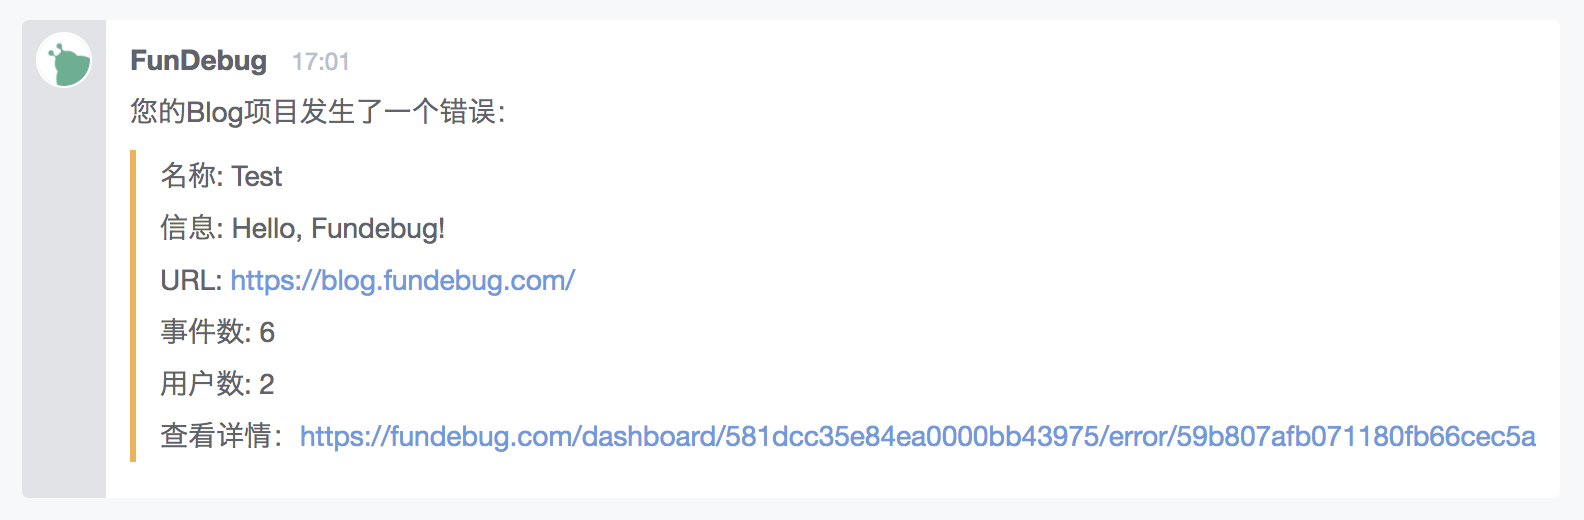 FunDebug 17:01
您的Blog项目发生了一个错误：
名称: Test
信息: Hello, Fundebug!
URL: https://blog.fundebug.com/
事件数: 6
用户数: 2
查看详情：https://fundebug.com/dashboard/581dcc35e84ea0000bb43975/error/59b807afb071180fb66cec5a